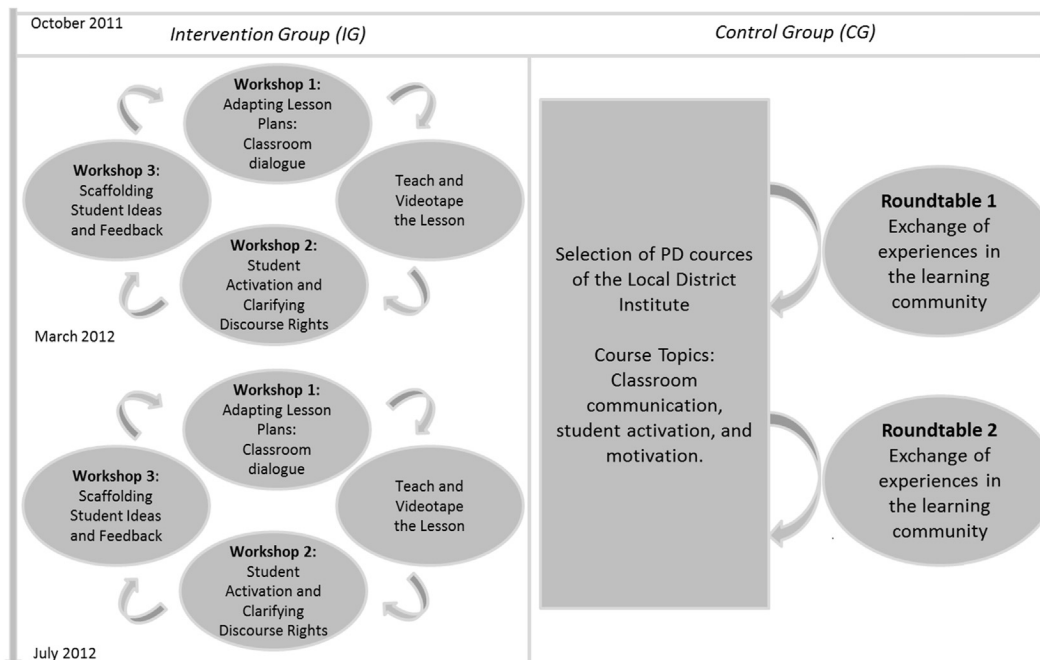 October 2011
Intervention Group (IG)
Control Group (CG)
Workshop 1:
Adapting Lesson
Plans:
Classroom
dialogue
Teach and
Videotape
the Lesson
Workshop 2:
Student
Activation and
Clarifying
Discourse Rights
Workshop 3:
Scaffolding
Student Ideas
and Feedback
March 2012
Workshop 1:
Adapting Lesson
Plans:
Classroom
dialogue
Teach and
Videotape
the Lesson
Workshop 2:
Student
Activation and
Clarifying
Discourse Rights
Workshop 3:
Scaffolding
Student Ideas
and Feedback
July 2012
Selection of PD cources
of the Local District
Institute
Course Topics:
Classroom
communication,
student activation, and
motivation.
Roundtable 1
Exchange of
experiences in
the learning
community
Roundtable 2
Exchange of
experiences in
the learning
community